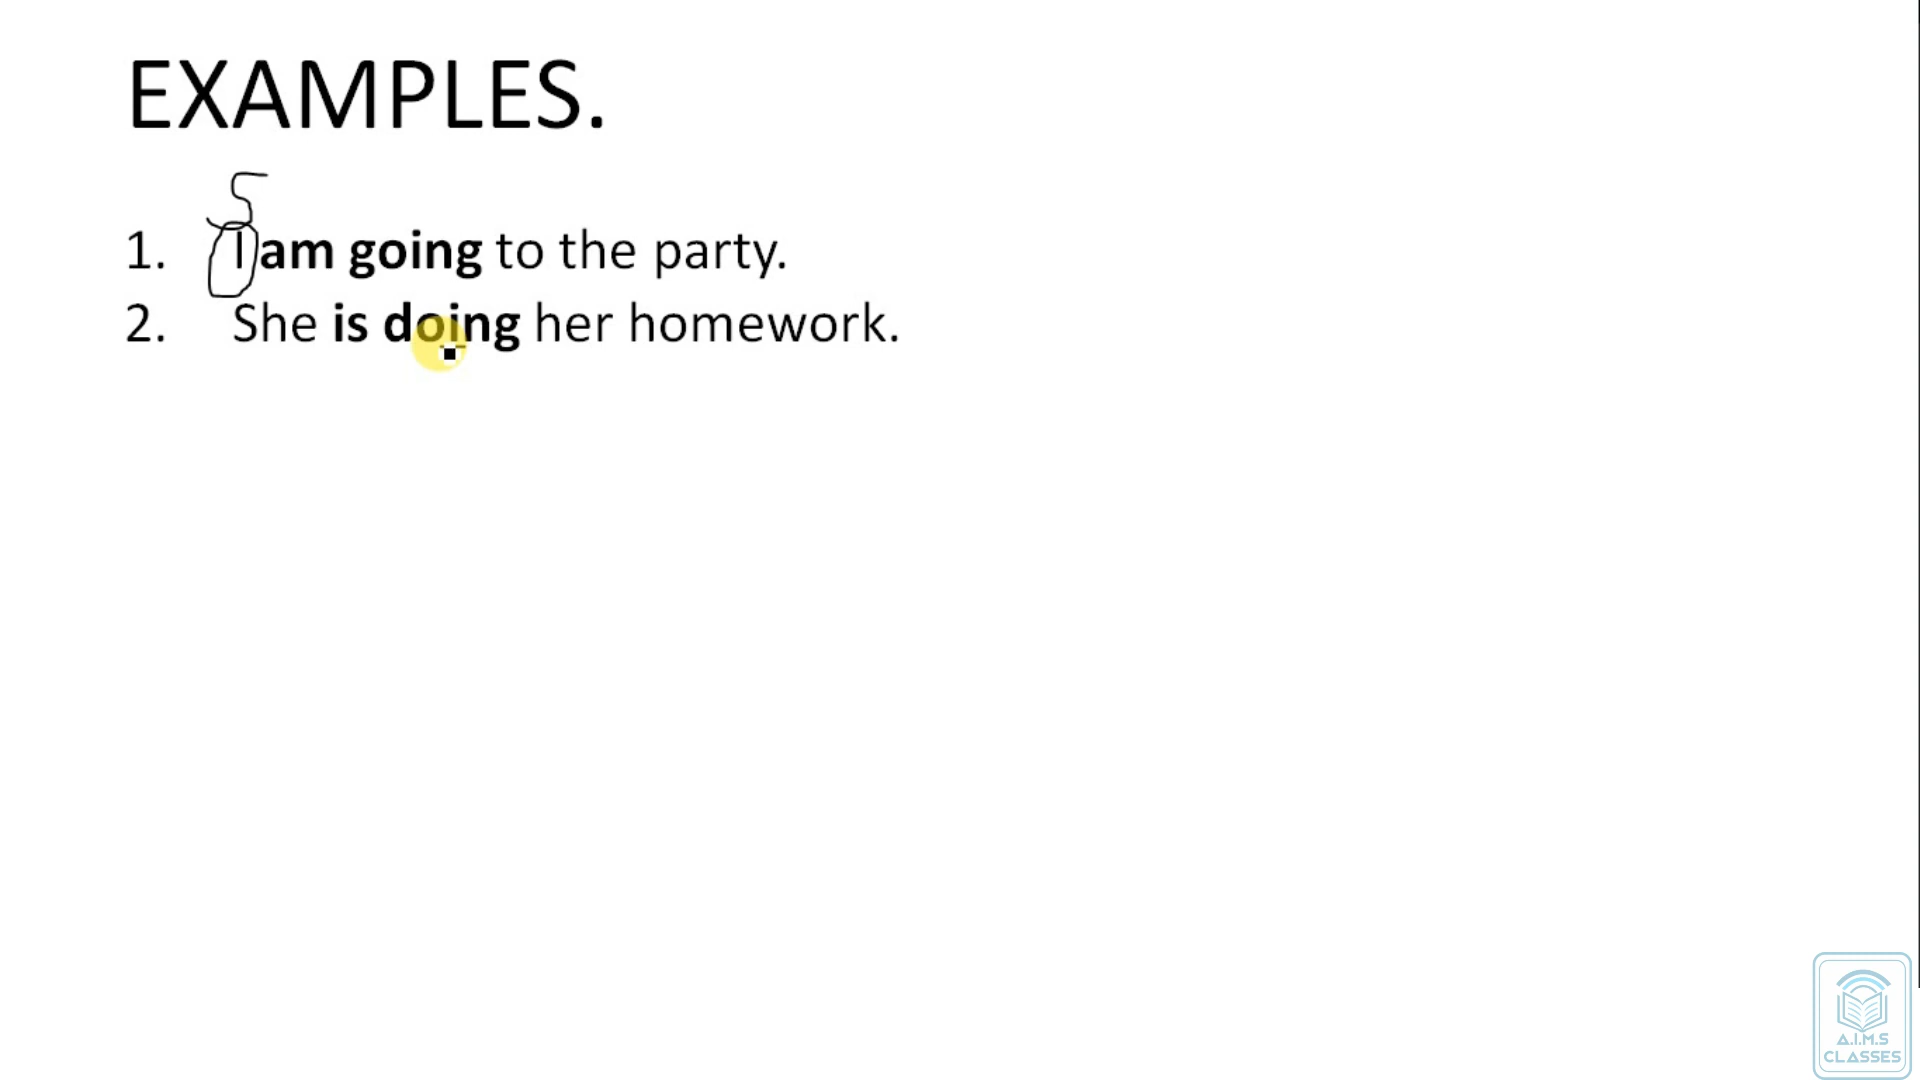 EXAMPLES.
S
1. I am going to the party.
2. She is doing her homework.
A.I.M.S
CLASSES